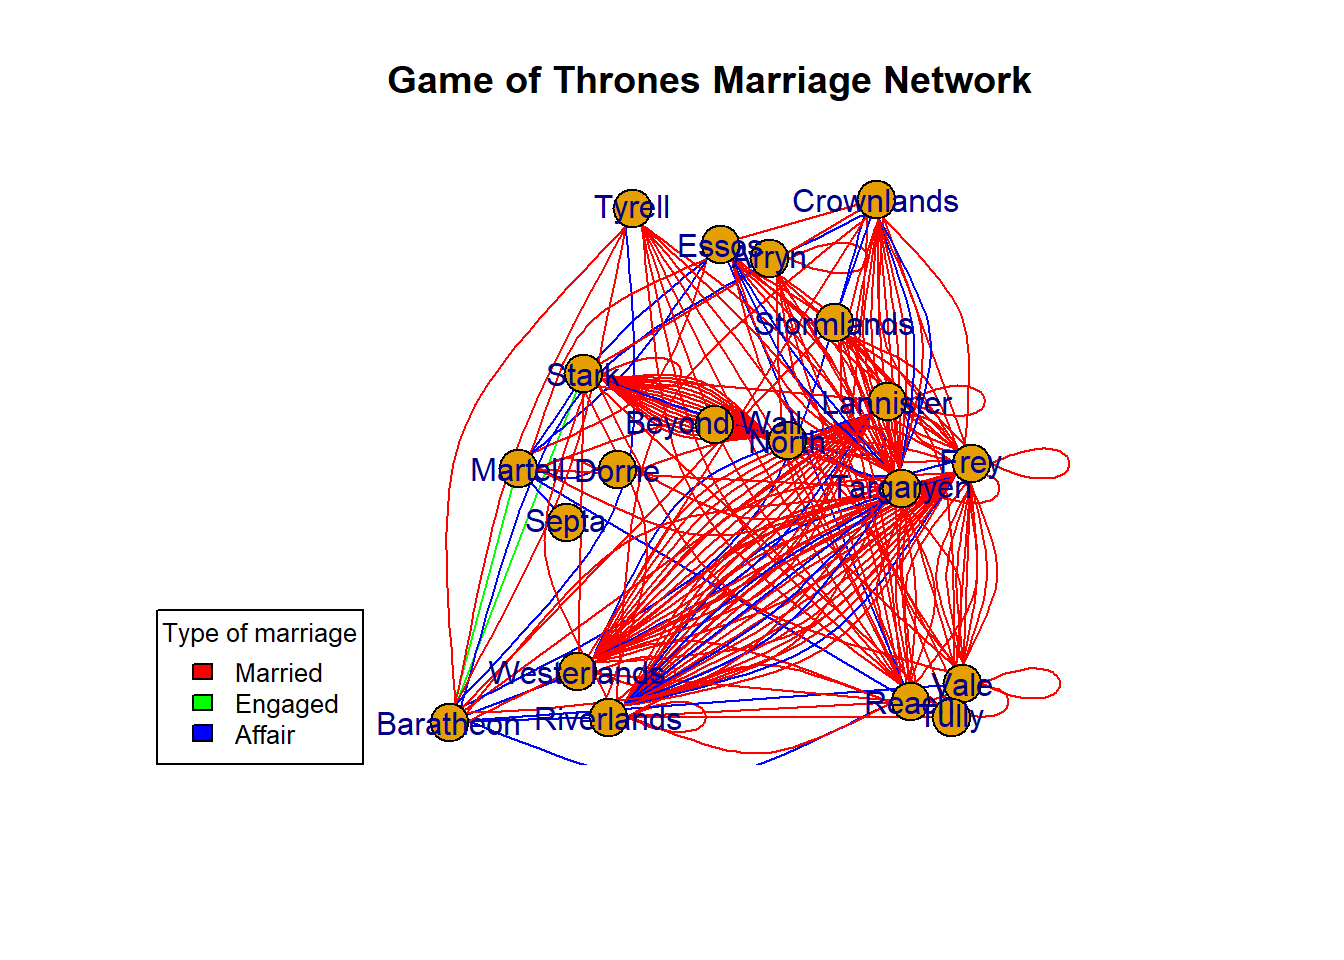 Game of Thrones Marriage Network
Tyrell
Crownlands
Essos
Arryn
Stormlands
Stark
Lannister
Beyond Wall
North
Martell
Dorne
Frey
Targaryen
Septa
Type of marriage
Married
Engaged
Affair
Westerlands
Vale
Reach
Baratheon
Riverlands
Tully